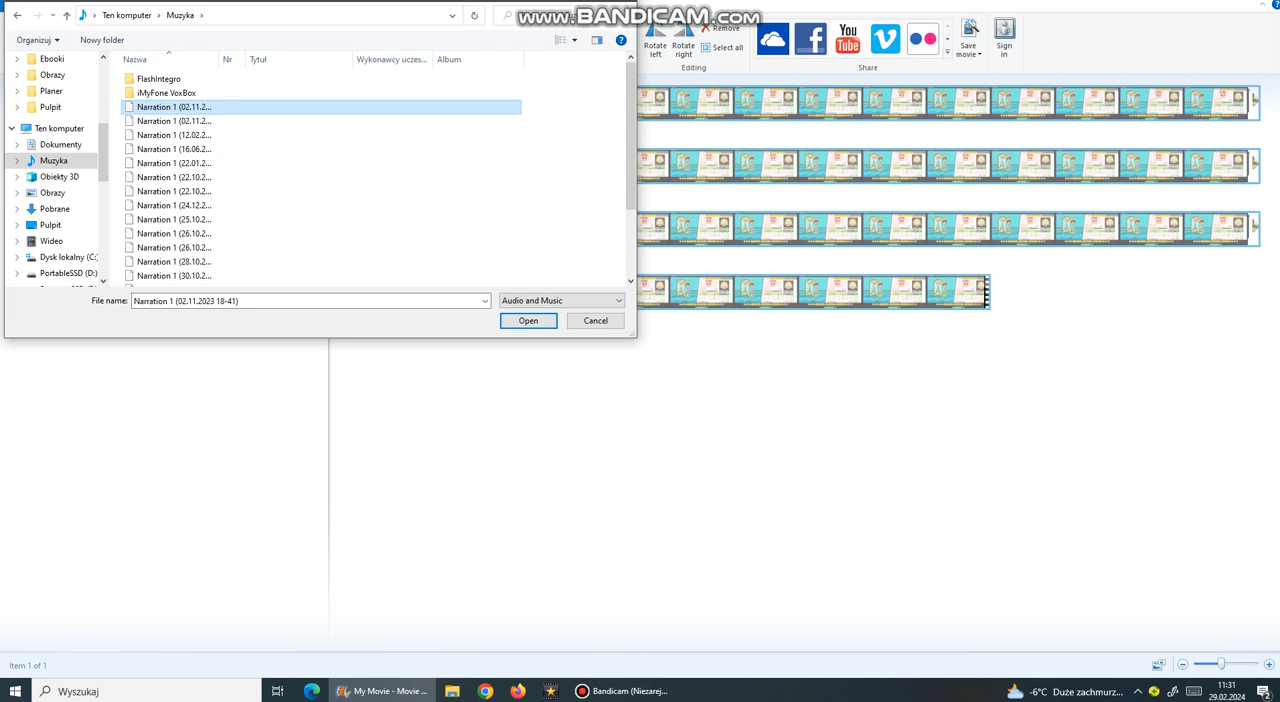 Ten komputer › Muzyka ›
www.BANDICAM.com
Organizuj
Nowy folder
Ebooki
Obrazy
Planer
Pulpit
Ten komputer
Dokumenty
Muzyka
Obiekty 3D
Obrazy
Pobrane
Pulpit
Wideo
Dysk lokalny (C:)
PortableSSD (D:)
Nazwa
Nr
Tytuł
Wykonawcy uczes...
Album
FlashIntegro
iMyFone VoxBox
Narration 1 (02.11.2...
Narration 1 (02.11.2...
Narration 1 (12.02.2...
Narration 1 (16.06.2...
Narration 1 (22.01.2...
Narration 1 (22.10.2...
Narration 1 (22.10.2...
Narration 1 (24.12.2...
Narration 1 (25.10.2...
Narration 1 (26.10.2...
Narration 1 (26.10.2...
Narration 1 (28.10.2...
Narration 1 (30.10.2...
File name:
Narration 1 (02.11.2023 18-41)
Audio and Music
Open
Cancel
Rotate left
Rotate right
Remove
Select all
Editing
You Tube
Share
Save movie
Sign in
Item 1 of 1
Wyszukaj
My Movie - Movie ...
Bandicam (Niezarej...
-6°C Duże zachmurz...
11:31
29.02.2024
2